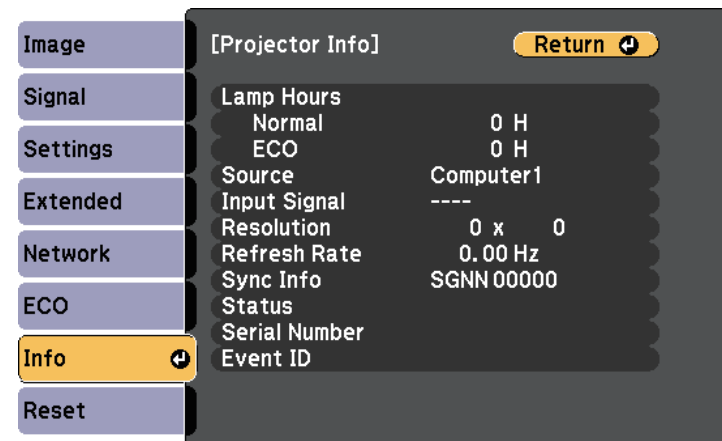 Image
Signal
Settings
Extended
Network
ECO
Info
Reset
[Projector Info] Return
Lamp Hours
Normal 0 H
ECO 0 H
Source Computer1
Input Signal ----
Resolution 0 x 0
Refresh Rate 0.00 Hz
Sync Info SGNN 00000
Status
Serial Number
Event ID